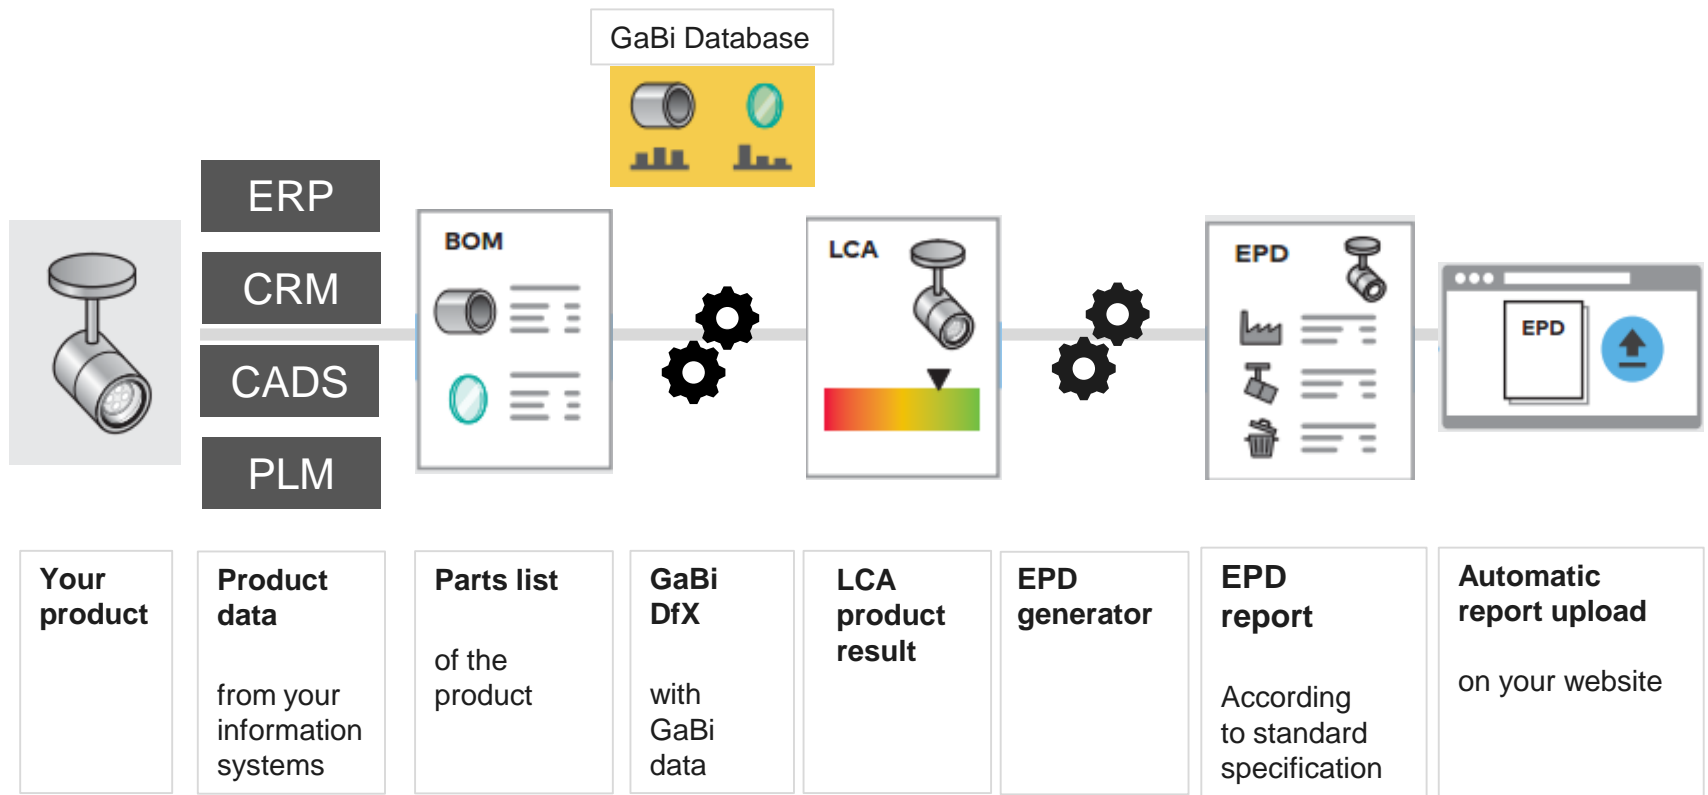 GaBi Database
ERP
CRM
CADS
PLM
BOM
LCA
EPD
EPD
Your
product
Product
data
from your
information
systems
Parts list
of the
product
GaBi
DfX
with
GaBi
data
LCA
product
result
EPD
generator
EPD
report
According
to standard
specification
Automatic
report upload
on your website